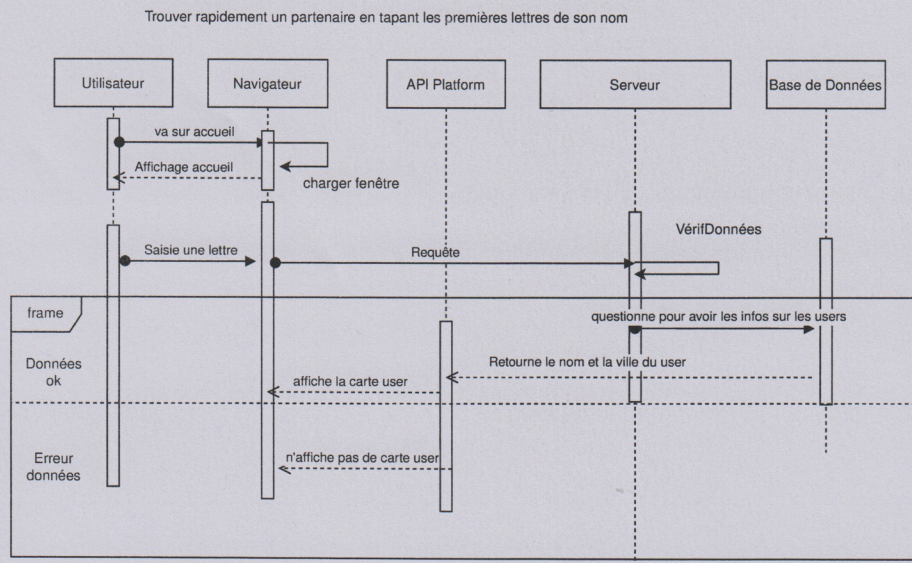 Trouver rapidement un partenaire en tapant les premières lettres de son nom
Utilisateur
Navigateur
API Platform
Serveur
Base de Données
va sur accueil
Affichage accueil
charger fenêtre
VérifDonnées
Saisie une lettre
Requête
frame
questionne pour avoir les infos sur les users
Données
ok
Retourne le nom et la ville du user
affiche la carte user
Erreur
données
n'affiche pas de carte user